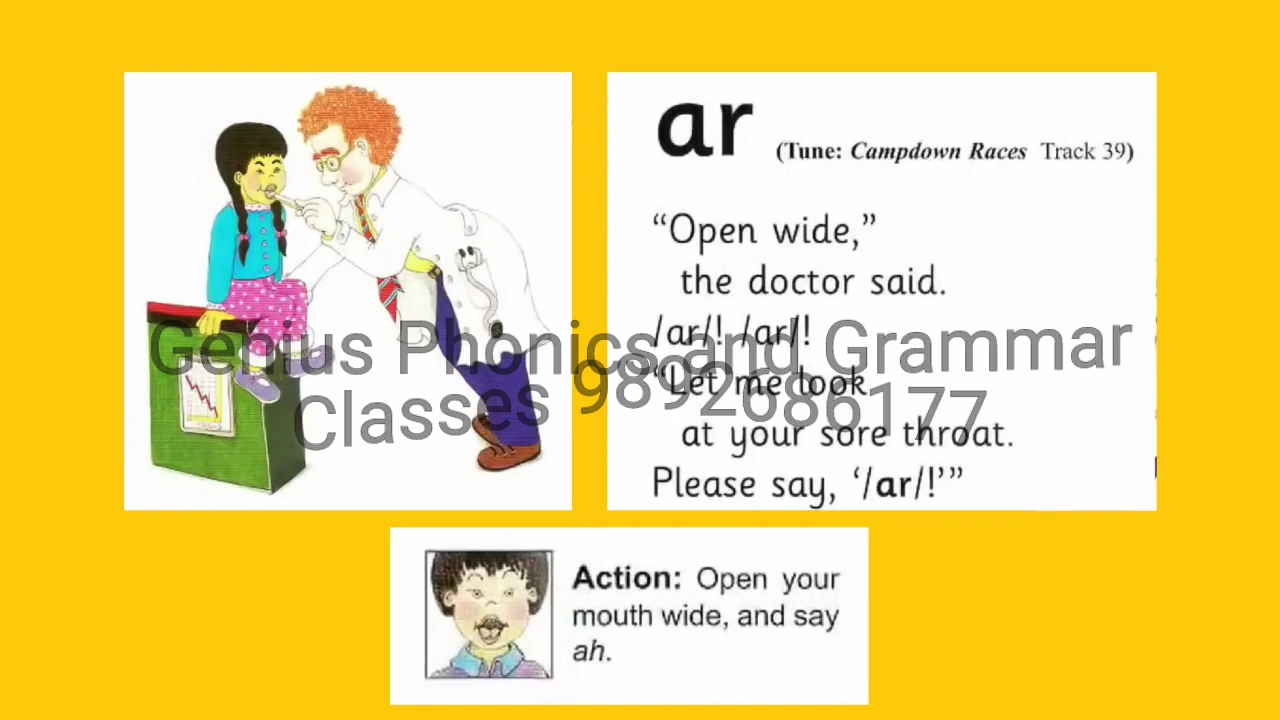 ar
(Tune: Campdown Races Track 39)
“Open wide,”
the doctor said.
/ar/! /ar/!
“Let me look
at your sore throat.
Please say, ‘/ar/!’”
Genius Phonics and Grammar
Classes 9892686177
Action: Open your
mouth wide, and say
ah.